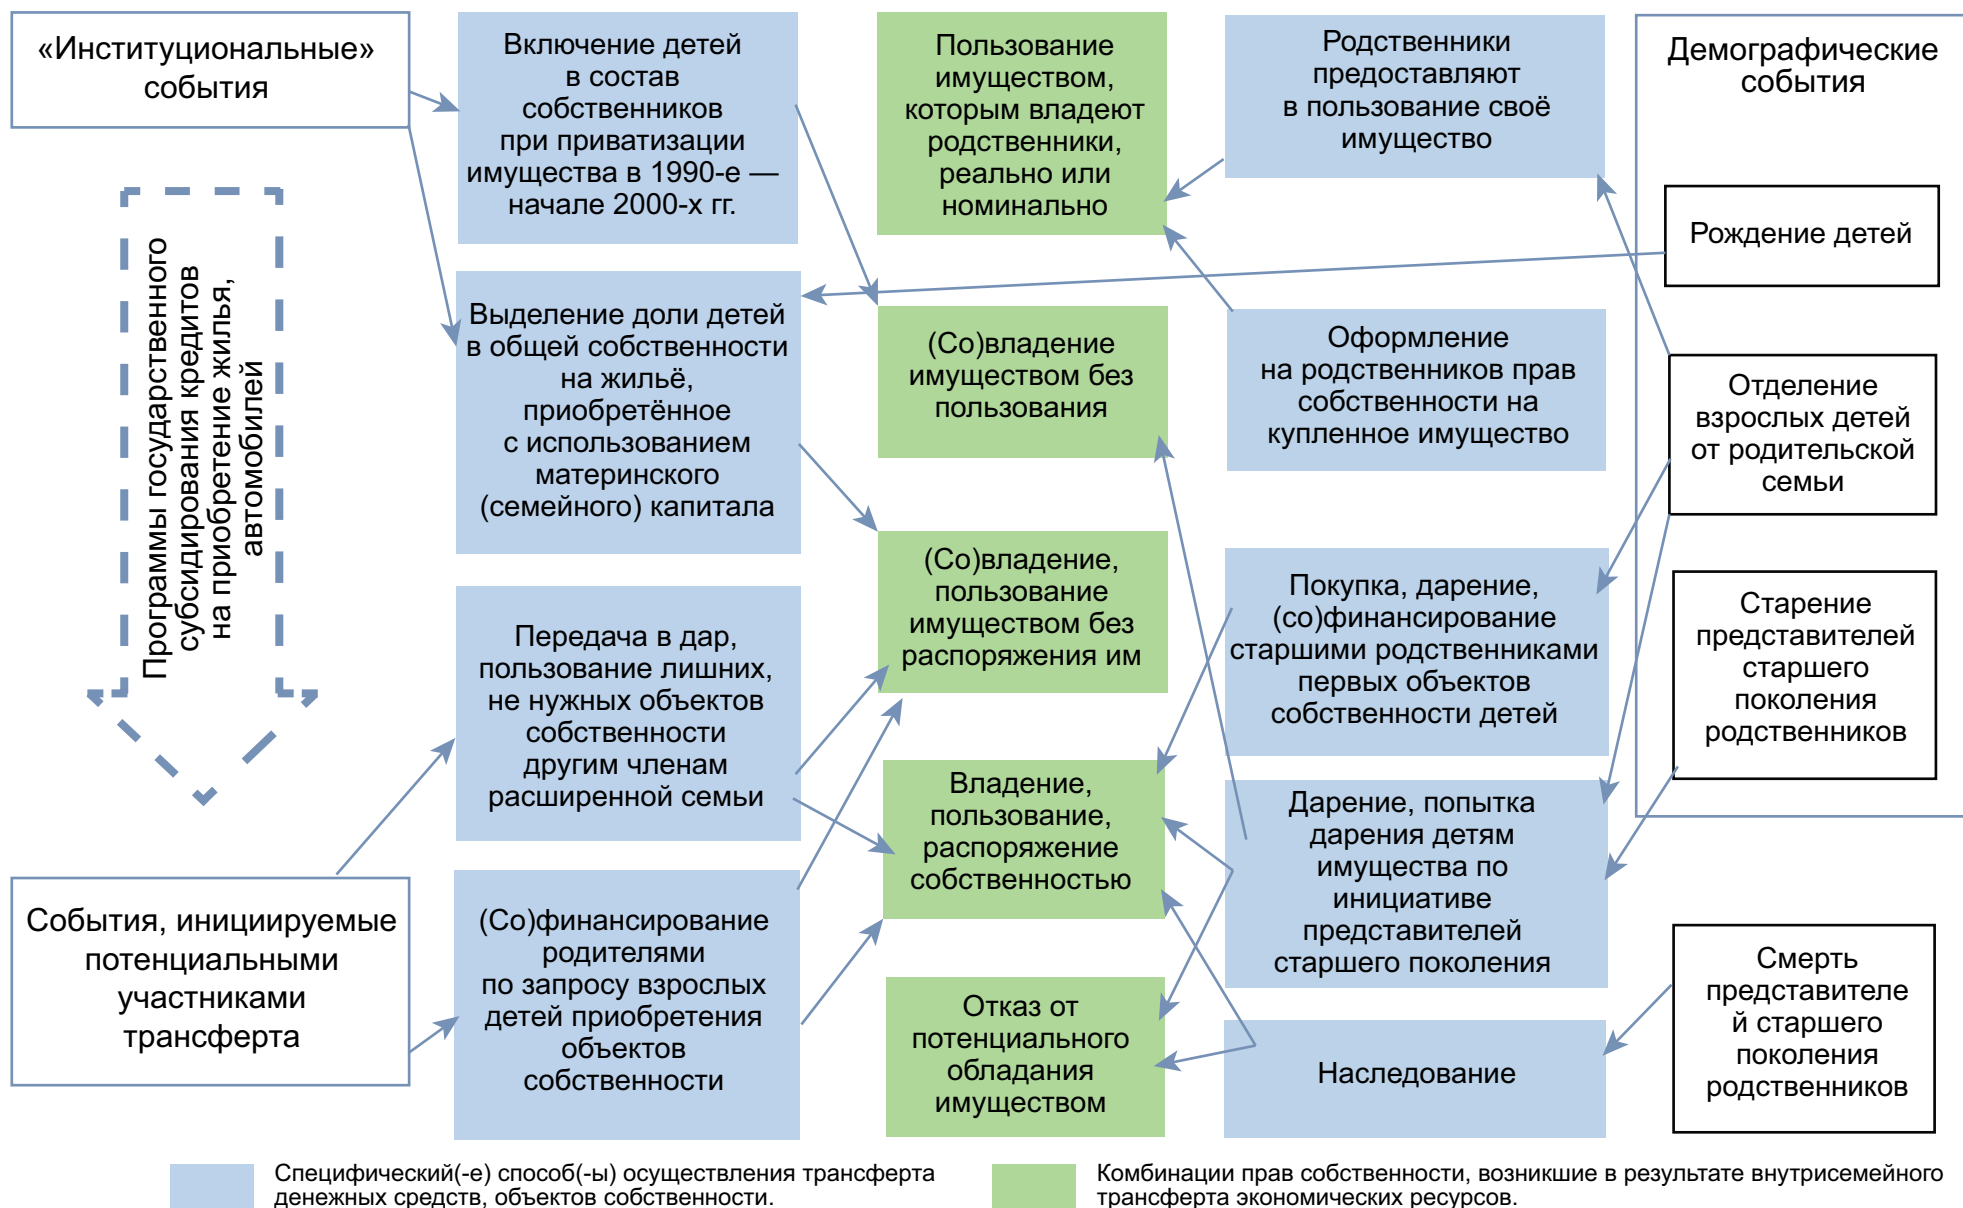 «Институциональные»
события
Программы государственного
субсидирования кредитов
на приобретение жилья,
автомобилей
События, инициируемые
потенциальными
участниками
трансферта
Включение детей
в состав
собственников
при приватизации
имущества в 1990-е —
начале 2000-х гг.
Выделение доли детей
в общей собственности
на жильё,
приобретённое
с использованием
материнского
(семейного) капитала
Передача в дар,
пользование лишних,
не нужных объектов
собственности
другим членам
расширенной семьи
(Со)финансирование
родителями
по запросу взрослых
детей приобретения
объектов
собственности
Пользование
имуществом,
которым владеют
родственники,
реально или
номинально
(Со)владение
имуществом без
пользования
(Со)владение,
пользование
имуществом без
распоряжения им
Владение,
пользование,
распоряжение
собственностью
Отказ от
потенциального
обладания
имуществом
Родственники
предоставляют
в пользование своё
имущество
Оформление
на родственников прав
собственности на
купленное имущество
Покупка, дарение,
(со)финансирование
старшими родственниками
первых объектов
собственности детей
Дарение, попытка
дарения детям
имущества по
инициативе
представителей
старшего поколения
Наследование
Демографические
события
Рождение детей
Отделение
взрослых детей
от родительской
семьи
Старение
представителей
старшего
поколения
родственников
Смерть
представителе
й старшего
поколения
родственников
Специфический(-е) способ(-ы) осуществления трансферта
денежных средств, объектов собственности.
Комбинации прав собственности, возникшие в результате внутрисемейного
трансферта экономических ресурсов.